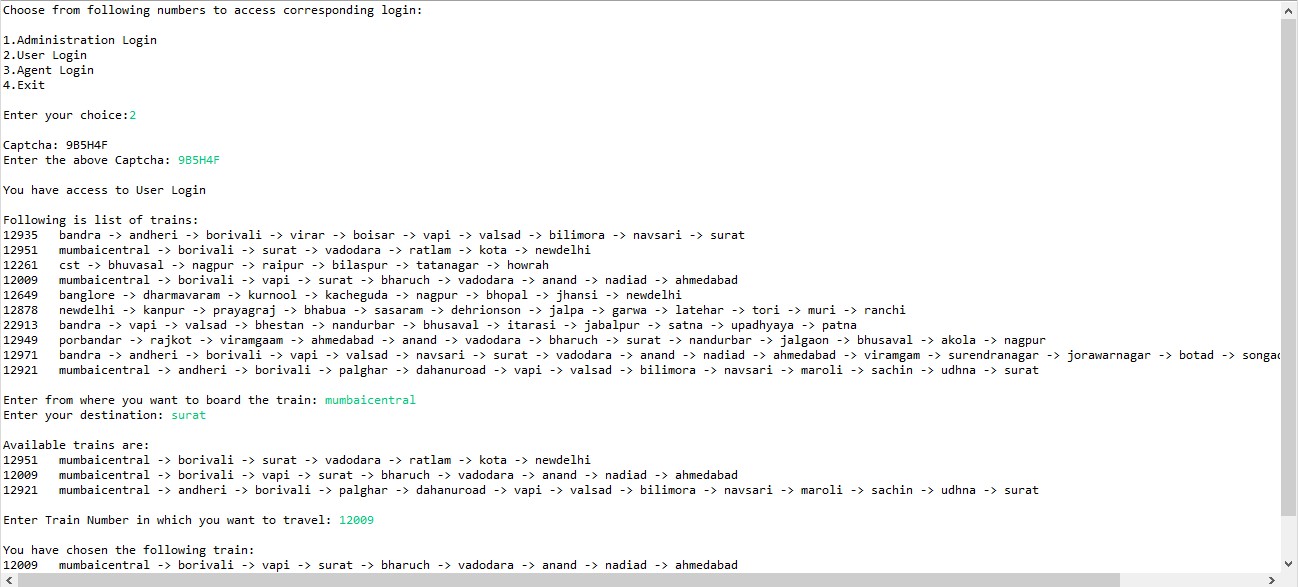 Choose from following numbers to access corresponding login:
1.Administration Login
2.User Login
3.Agent Login
4.Exit
Enter your choice:2
Captcha: 9B5H4F
Enter the above Captcha: 9B5H4F
You have access to User Login
Following is list of trains:
12935   bandra -> andheri -> borivali -> virar -> boisar -> vapi -> valsad -> bilimora -> navsari -> surat
12951   mumbaicentral -> borivali -> surat -> vadodara -> ratlam -> kota -> newdelhi
12261   cst -> bhuvasal -> nagpur -> raipur -> bilaspur -> tatanagar -> howrah
12009   mumbaicentral -> borivali -> vapi -> surat -> bharuch -> vadodara -> anand -> nadiad -> ahmedabad
12649   banglore -> dharmavaram -> kurnool -> kacheguda -> nagpur -> bhopal -> jhansi -> newdelhi
12878   newdelhi -> kanpur -> prayagraj -> bhabua -> sasaram -> dehrionson -> jalpa -> garwa -> latehar -> tori -> muri -> ranchi
22913   bandra -> vapi -> valsad -> bhestan -> nandurbar -> bhusaval -> itarasi -> jabalpur -> satna -> upadhyaya -> patna
12949   porbandar -> rajkot -> viramgaam -> ahmedabad -> anand -> vadodara -> bharuch -> surat -> nandurbar -> jalgaon -> bhusaval -> akola -> nagpur
12971   bandra -> andheri -> borivali -> vapi -> valsad -> navsari -> surat -> vadodara -> anand -> nadiad -> ahmedabad -> viramgam -> surendranagar -> jorawarnagar -> botad ->
12921   mumbaicentral -> andheri -> borivali -> palghar -> dahanuroad -> vapi -> valsad -> bilimora -> navsari -> maroli -> sachin -> udhna -> surat
Enter from where you want to board the train: mumbaicentral
Enter your destination: surat
Available trains are:
12951   mumbaicentral -> borivali -> surat -> vadodara -> ratlam -> kota -> newdelhi
12009   mumbaicentral -> borivali -> vapi -> surat -> bharuch -> vadodara -> anand -> nadiad -> ahmedabad
12921   mumbaicentral -> andheri -> borivali -> palghar -> dahanuroad -> vapi -> valsad -> bilimora -> navsari -> maroli -> sachin -> udhna -> surat
Enter Train Number in which you want to travel: 12009
You have chosen the following train:
12009   mumbaicentral -> borivali -> vapi -> surat -> bharuch -> vadodara -> anand -> nadiad -> ahmedabad